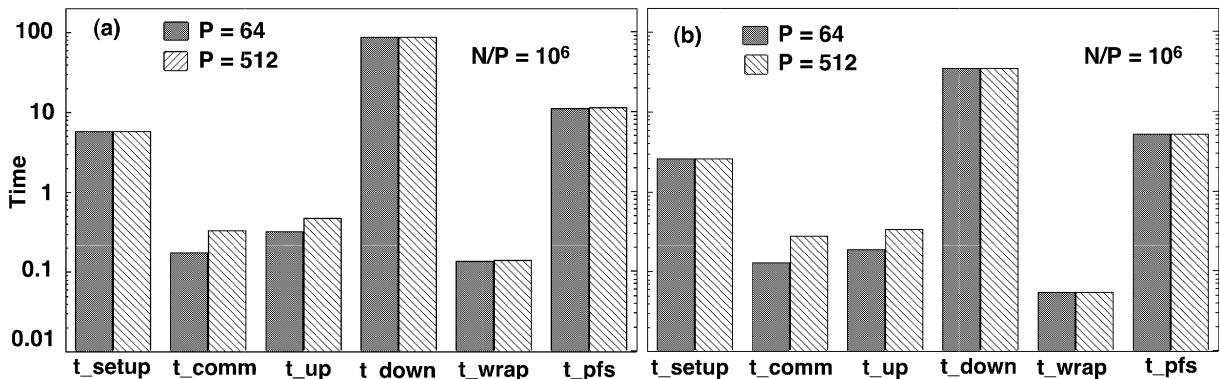 (a)
P = 64
P = 512
N/P = 10⁶
(b)
P = 64
P = 512
N/P = 10⁶
Time
100
10
1
0.1
0.01
t_setup t_comm t_up t_down t_wrap t_pfs
t_setup t_comm t_up t_down t_wrap t_pfs